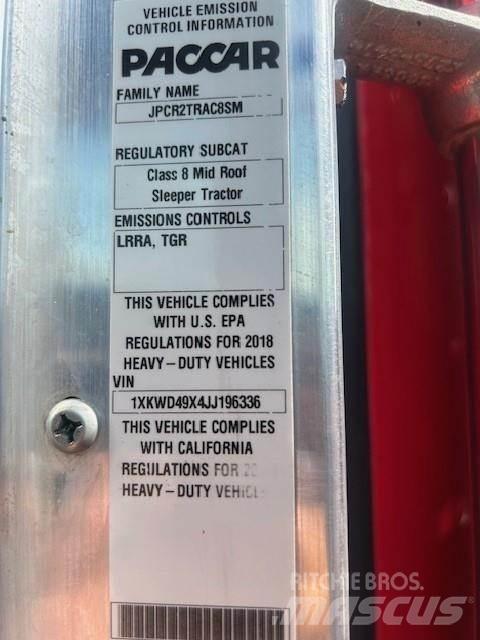 VEHICLE EMISSION
CONTROL INFORMATION
PACCAR
FAMILY NAME
JPCR2TRAC8SM
REGULATORY SUBCAT
Class 8 Mid Roof
Sleeper Tractor
EMISSIONS CONTROLS
LRRA, TGR
THIS VEHICLE COMPLIES
WITH U.S. EPA
REGULATIONS FOR 2018
HEAVY-DUTY VEHICLES
VIN
1XKWD49X4JJ196336
THIS VEHICLE COMPLIES
WITH CALIFORNIA
REGULATIONS FOR
HEAVY-DUTY
RITCHIE BROS.
MASCUS